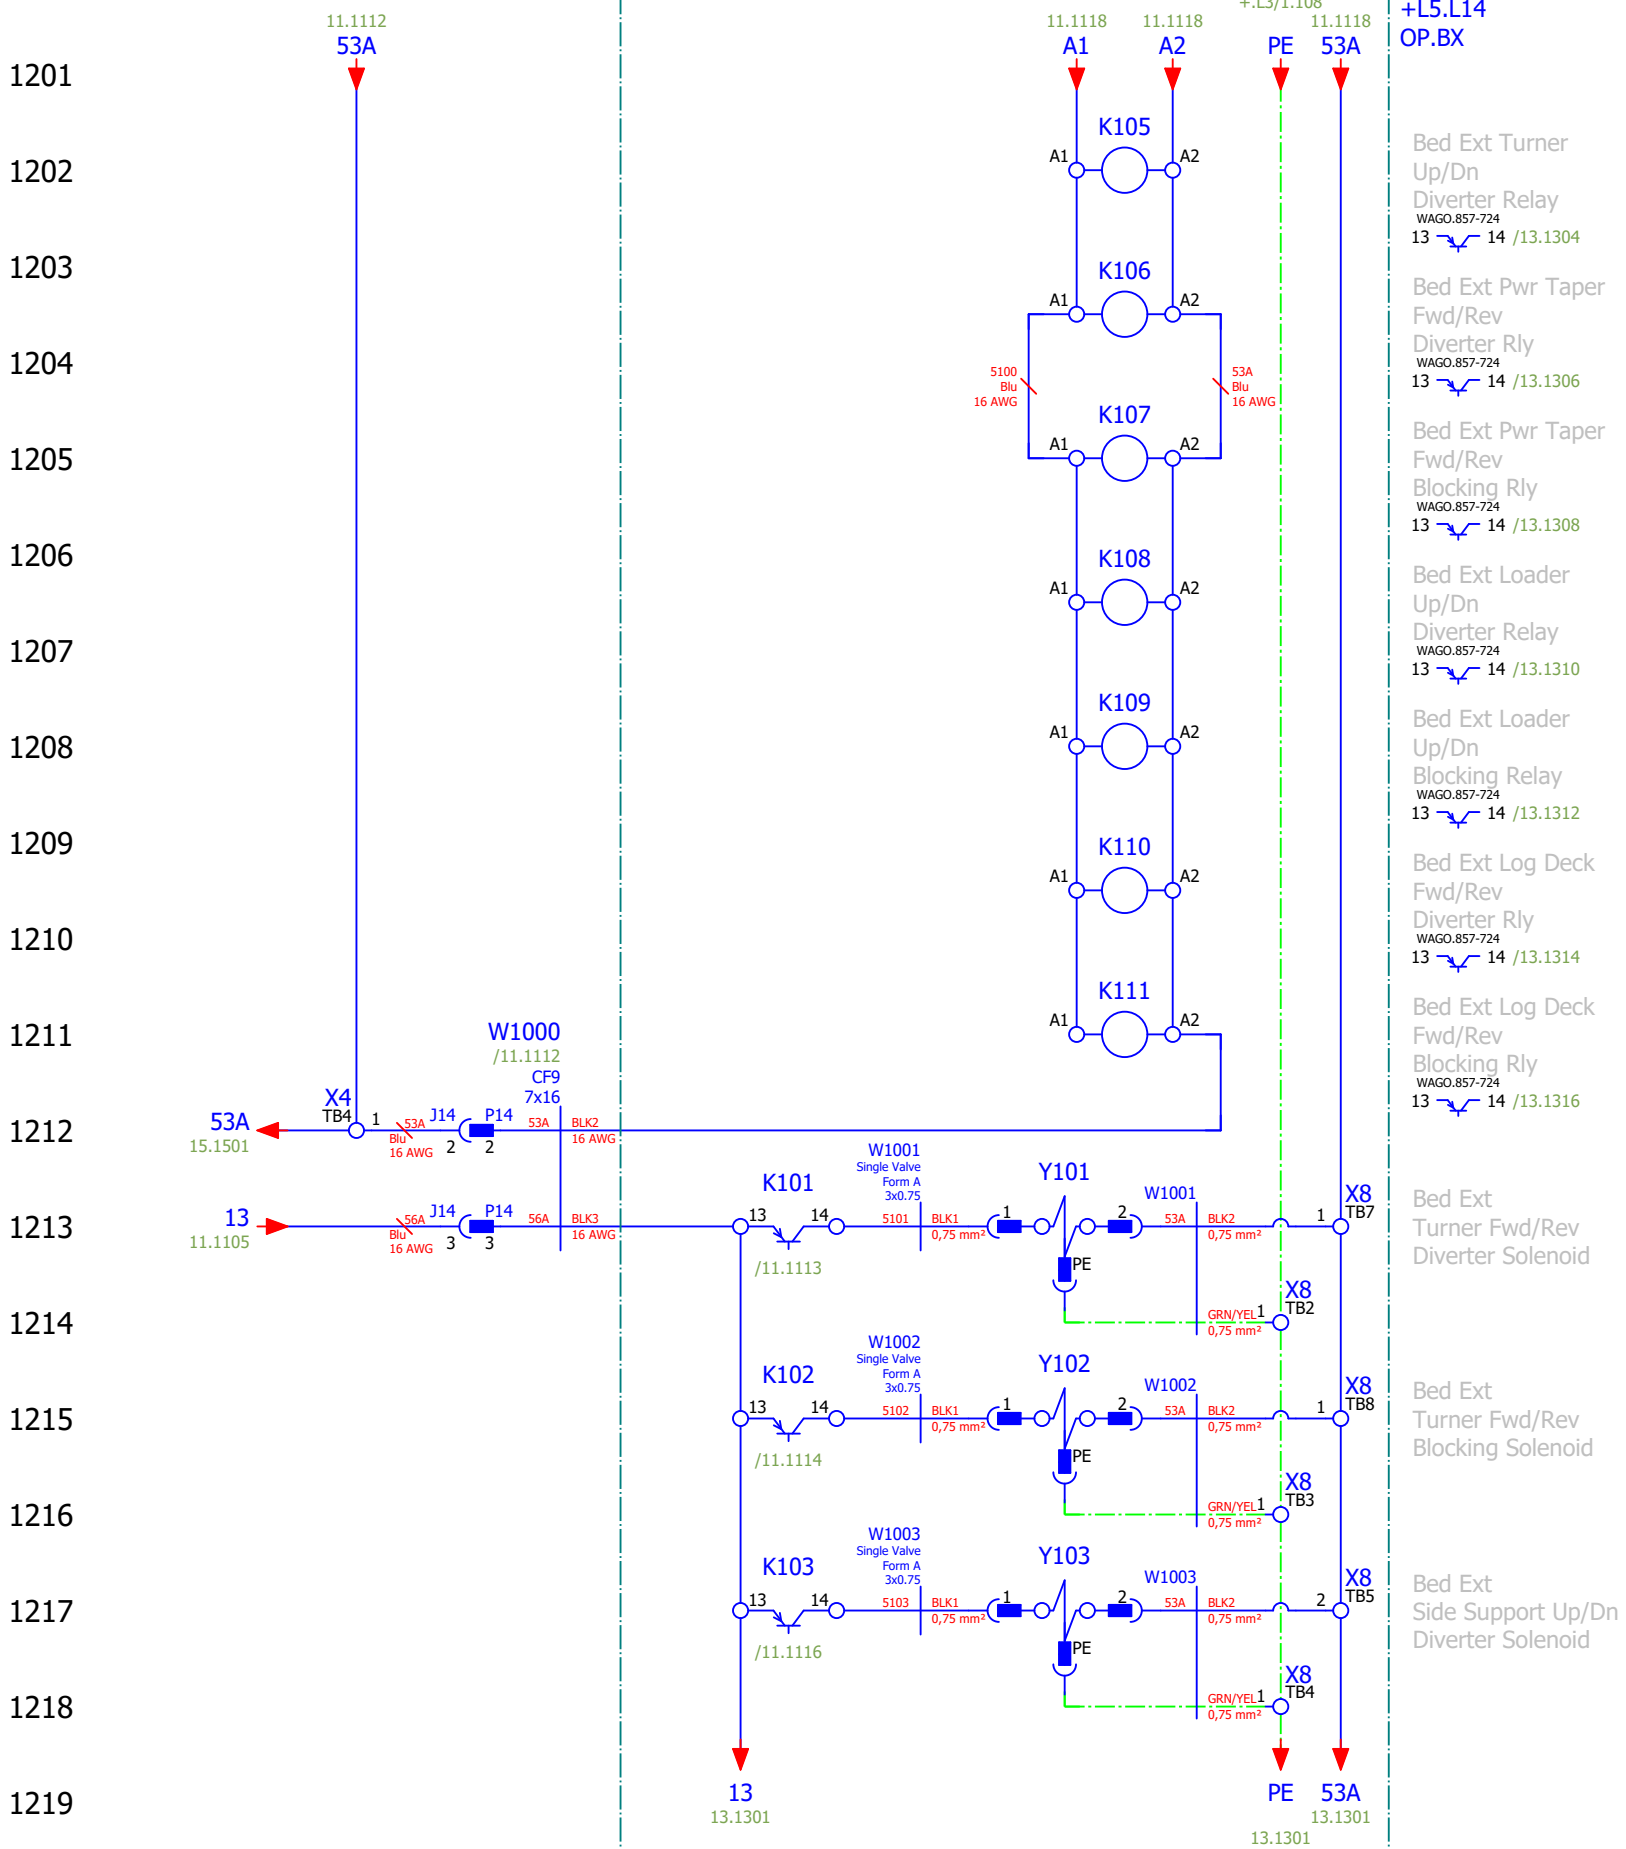 +.L3/1.108
+L5.L14
OP.BX
11.1112
53A
11.1118
A1
11.1118
A2
PE
11.1118
53A
1201
K105
A1
A2
1202
Bed Ext Turner
Up/Dn
Diverter Relay
WAGO.857-724
13 14 /13.1304
1203
K106
A1
A2
Bed Ext Pwr Taper
Fwd/Rev
Diverter Rly
WAGO.857-724
13 14 /13.1306
1204
5100
Blu
16 AWG
53A
Blu
16 AWG
K107
A1
A2
1205
Bed Ext Pwr Taper
Fwd/Rev
Blocking Rly
WAGO.857-724
13 14 /13.1308
1206
K108
A1
A2
Bed Ext Loader
Up/Dn
Diverter Relay
WAGO.857-724
13 14 /13.1310
1207
K109
A1
A2
1208
Bed Ext Loader
Up/Dn
Blocking Relay
WAGO.857-724
13 14 /13.1312
1209
K110
A1
A2
Bed Ext Log Deck
Fwd/Rev
Diverter Rly
WAGO.857-724
13 14 /13.1314
1210
K111
A1
A2
1211
Bed Ext Log Deck
Fwd/Rev
Blocking Rly
WAGO.857-724
13 14 /13.1316
W1000
/11.1112
CF9
7x16
1212
53A
15.1501
X4
TB4
1
53A
Blu
16 AWG
J14
2
P14
2
53A
BLK2
16 AWG
1213
13
11.1105
56A
Blu
16 AWG
J14
3
P14
3
56A
BLK3
16 AWG
K101
13
14
/11.1113
W1001
Single Valve
Form A
3x0.75
5101
BLK1
0,75 mm²
Y101
1
2
PE
W1001
53A
BLK2
0,75 mm²
1
X8
TB7
Bed Ext
Turner Fwd/Rev
Diverter Solenoid
1214
GRN/YEL
0,75 mm²
1
X8
TB2
1215
K102
13
14
/11.1114
W1002
Single Valve
Form A
3x0.75
5102
BLK1
0,75 mm²
Y102
1
2
PE
W1002
53A
BLK2
0,75 mm²
1
X8
TB8
Bed Ext
Turner Fwd/Rev
Blocking Solenoid
1216
GRN/YEL
0,75 mm²
1
X8
TB3
1217
K103
13
14
/11.1116
W1003
Single Valve
Form A
3x0.75
5103
BLK1
0,75 mm²
Y103
1
2
PE
W1003
53A
BLK2
0,75 mm²
2
X8
TB5
Bed Ext
Side Support Up/Dn
Diverter Solenoid
1218
GRN/YEL
0,75 mm²
1
X8
TB4
1219
13
13.1301
PE
13.1301
53A
13.1301